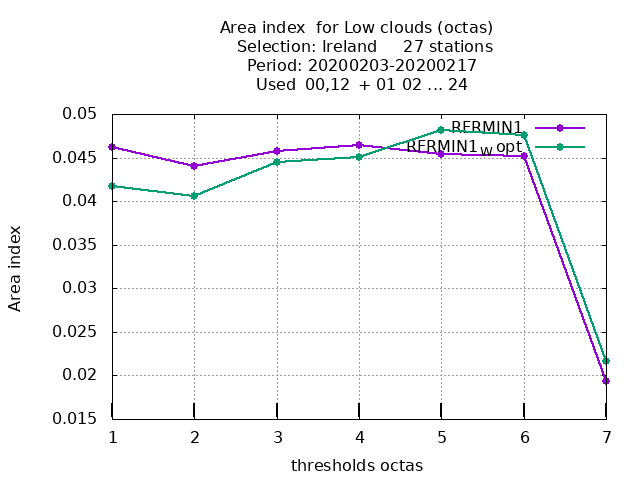 Area index  for Low clouds (octas)
Selection: Ireland     27 stations
Period: 20200203-20200217
Used  00,12  + 01 02 ... 24
0.05
0.045
0.04
0.035
0.03
0.025
0.02
0.015
1 2 3 4 5 6 7
Area index
thresholds octas
RFRMIN1
RFRMIN1W opt